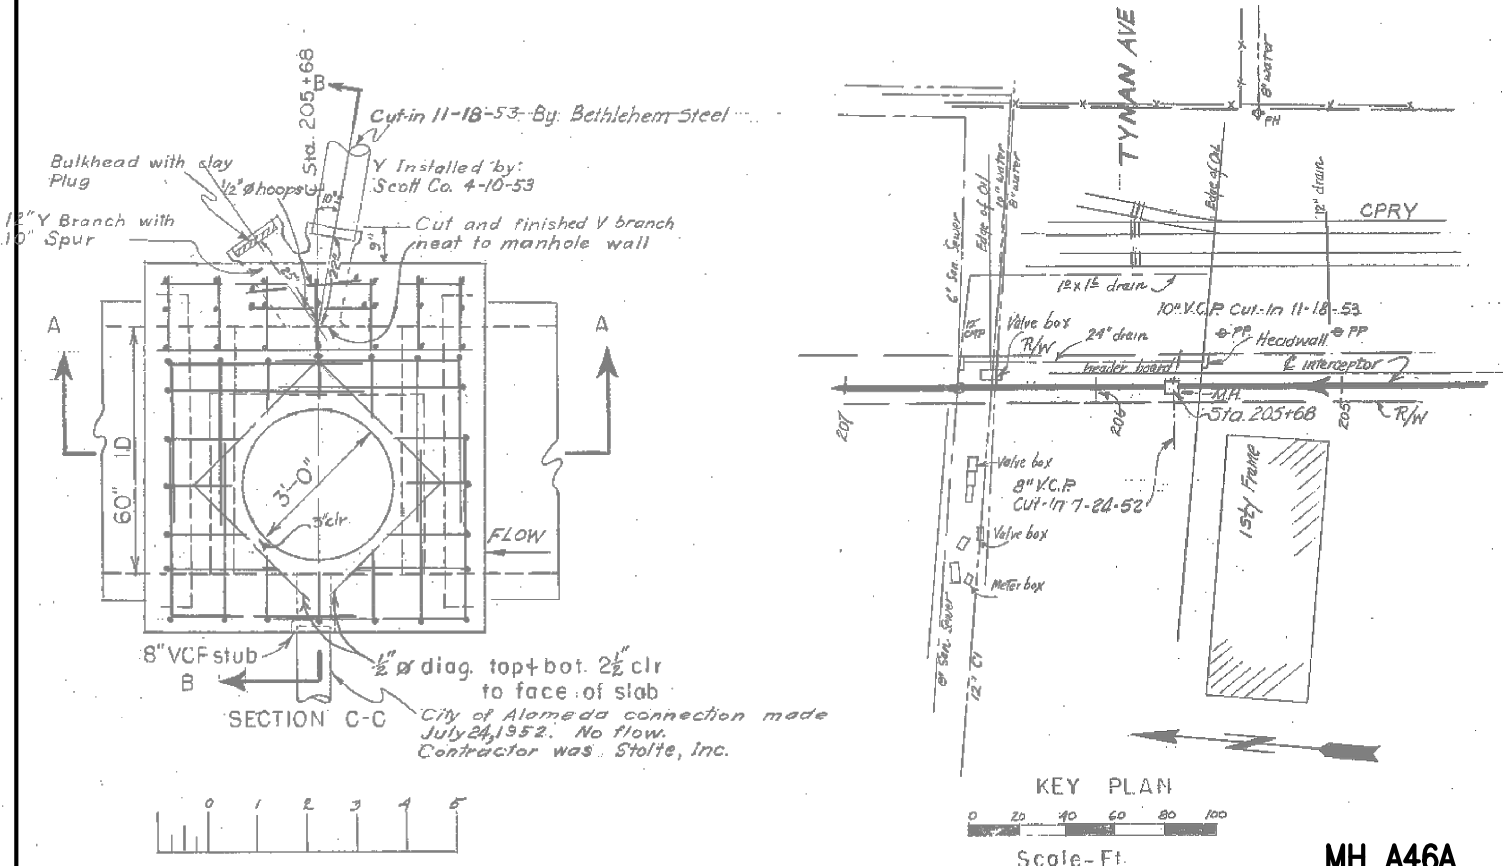 Sta. 205+68
B
Cut-in 11-18-53-By: Bethlehem Steel
Bulkhead with clay
Plug
1/2" ø hoops
Y Installed by:
Scott Co. 4-10-53
12" Y Branch with
10" Spur
10"
9"
22°
Cut and finished V branch
neat to manhole wall
A
A
60" ID
3'-0"
3"clr.
FLOW
8" VCP stub
B
1/2" ø diag. top+bot. 2 1/2" clr
to face of slab
SECTION C-C
City of Alameda connection made
July 24, 1952. No flow.
Contractor was Stolte, Inc.
0 1 2 3 4 5
TYNAN AVE
8" water
PH
6" San. Sewer
Edge of Oil
10" water
8" water
Edge of Oil
12" drain
CPRY
1⁰x1⁶ drain
10" V.C.P. Cut-In 11-18-53
12" cmp
Valve box
R/W
24" drain
PP
PP
Headwall
header board
℄ interceptor
M.H.
Sta. 205+68
207
206
205
R/W
Valve box
8" V.C.P.
Cut-In 7-24-52
1 Sty Frame
Valve box
Meter box
San. Sewer
12" CI
KEY PLAN
0 20 40 60 80 100
Scale-Ft.
MH A46A